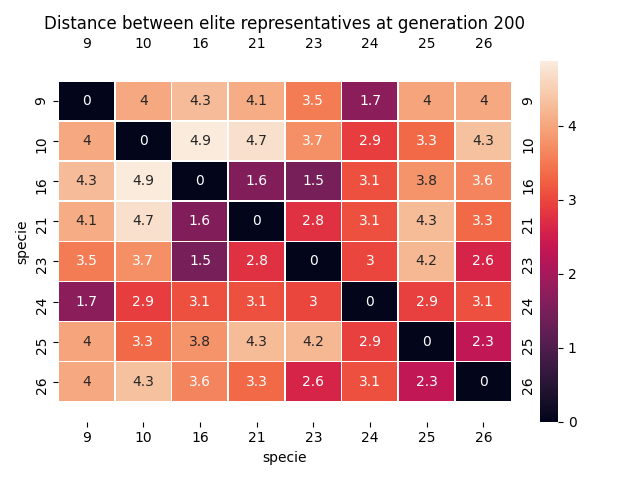 Distance between elite representatives at generation 200
9 10 16 21 23 24 25 26
9 0 4 4.3 4.1 3.5 1.7 4 4 9
10 4 0 4.9 4.7 3.7 2.9 3.3 4.3 10
16 4.3 4.9 0 1.6 1.5 3.1 3.8 3.6 16
21 4.1 4.7 1.6 0 2.8 3.1 4.3 3.3 21
23 3.5 3.7 1.5 2.8 0 3 4.2 2.6 23
24 1.7 2.9 3.1 3.1 3 0 2.9 3.1 24
25 4 3.3 3.8 4.3 4.2 2.9 0 2.3 25
26 4 4.3 3.6 3.3 2.6 3.1 2.3 0 26
9 10 16 21 23 24 25 26
specie
specie
4
3
2
1
0